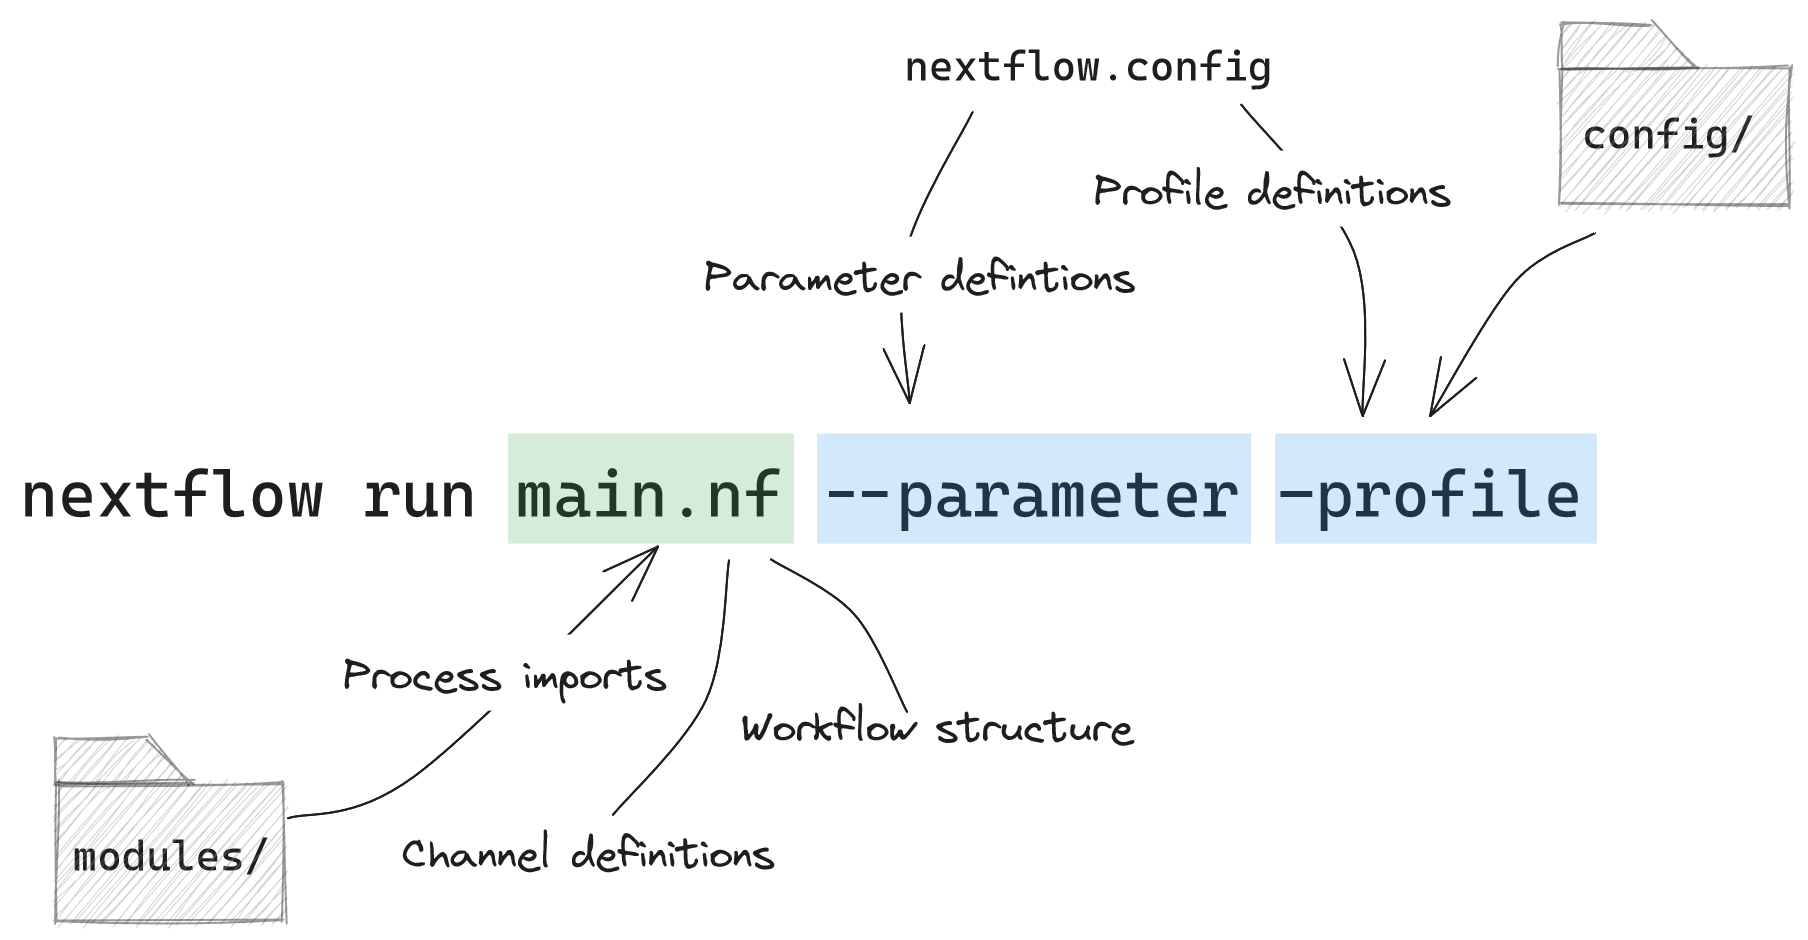 nextflow.config
config/
Profile definitions
Parameter defintions
nextflow run main.nf --parameter -profile
Process imports
Workflow structure
modules/
Channel definitions